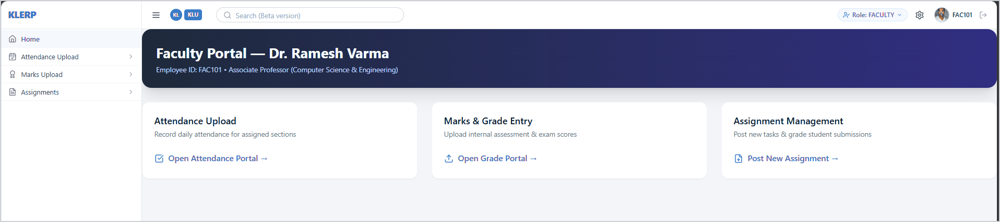 KLERP
KL KLU
Search (Beta version)
Role: FACULTY
FAC101
Home
Attendance Upload
Marks Upload
Assignments
Faculty Portal — Dr. Ramesh Varma
Employee ID: FAC101 • Associate Professor (Computer Science & Engineering)
Attendance Upload
Record daily attendance for assigned sections
Open Attendance Portal →
Marks & Grade Entry
Upload internal assessment & exam scores
Open Grade Portal →
Assignment Management
Post new tasks & grade student submissions
Post New Assignment →